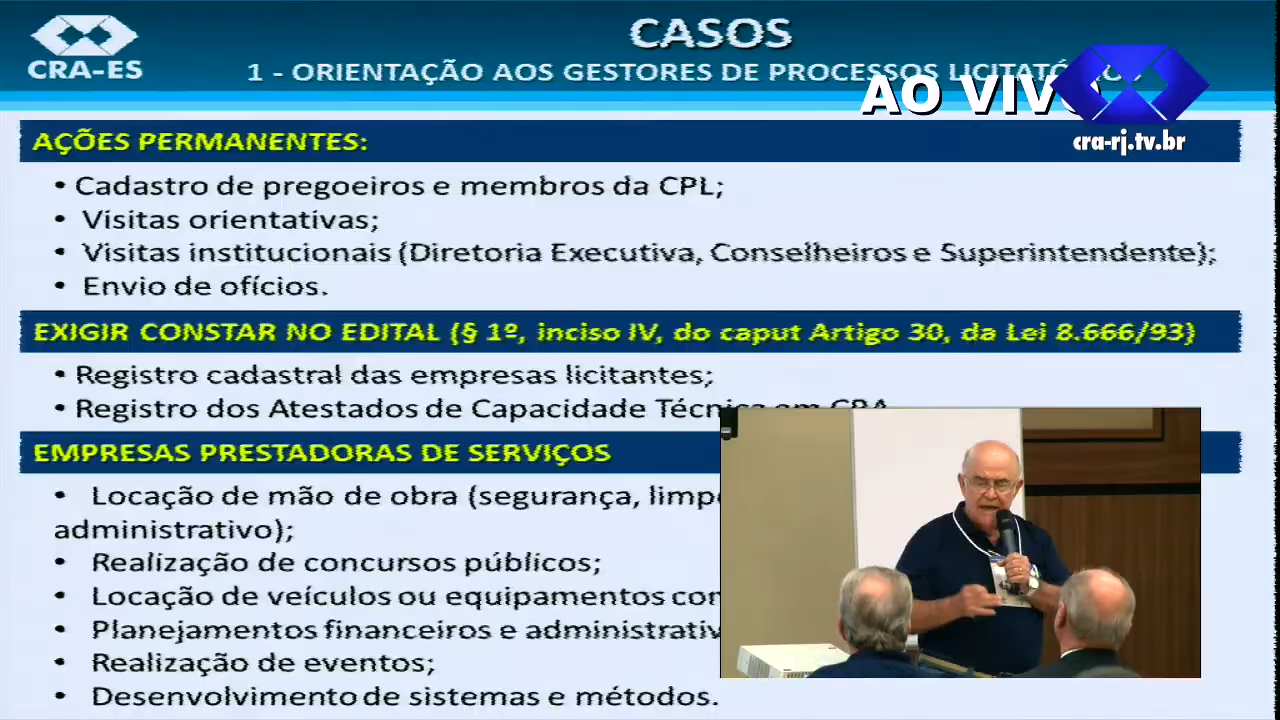 CASOS
CRA-ES
1 - ORIENTAÇÃO AOS GESTORES DE PROCESSOS
AO VIVO
cra-rj.tv.br
AÇÕES PERMANENTES:
• Cadastro de pregoeiros e membros da CPL;
• Visitas orientativas;
• Visitas institucionais (Diretoria Executiva, Conselheiros e Superintendente);
• Envio de ofícios.
EXIGIR CONSTAR NO EDITAL (§ 1º, inciso IV, do caput Artigo 30, da Lei 8.666/93)
• Registro cadastral das empresas licitantes;
• Registro dos Atestados de Capacidade Técnica em CRA
EMPRESAS PRESTADORAS DE SERVIÇOS
• Locação de mão de obra (segurança,
administrativo);
• Realização de concursos públicos;
• Locação de veículos ou equipamentos
• Planejamentos financeiros e
• Realização de eventos;
• Desenvolvimento de sistemas e métodos.